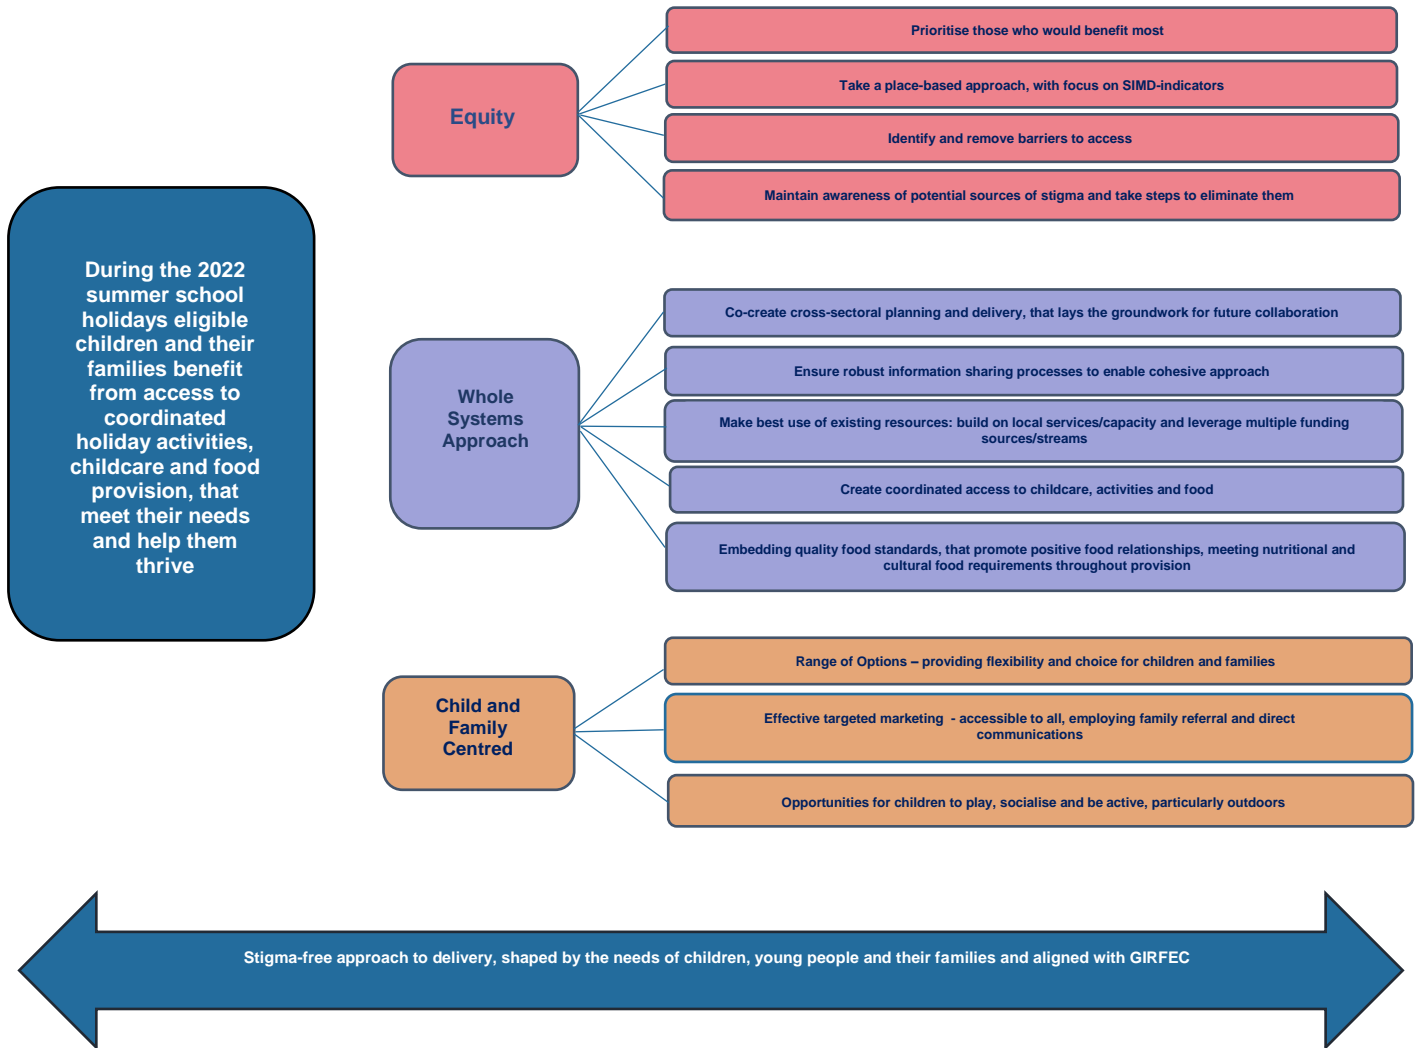 During the 2022
summer school
holidays eligible
children and their
families benefit
from access to
coordinated
holiday activities,
childcare and food
provision, that
meet their needs
and help them
thrive
Equity
Prioritise those who would benefit most
Take a place-based approach, with focus on SIMD-indicators
Identify and remove barriers to access
Maintain awareness of potential sources of stigma and take steps to eliminate them
Whole
Systems
Approach
Co-create cross-sectoral planning and delivery, that lays the groundwork for future collaboration
Ensure robust information sharing processes to enable cohesive approach
Make best use of existing resources: build on local services/capacity and leverage multiple funding
sources/streams
Create coordinated access to childcare, activities and food
Embedding quality food standards, that promote positive food relationships, meeting nutritional and
cultural food requirements throughout provision
Child and
Family
Centred
Range of Options – providing flexibility and choice for children and families
Effective targeted marketing  - accessible to all, employing family referral and direct
communications
Opportunities for children to play, socialise and be active, particularly outdoors
Stigma-free approach to delivery, shaped by the needs of children, young people and their families and aligned with GIRFEC